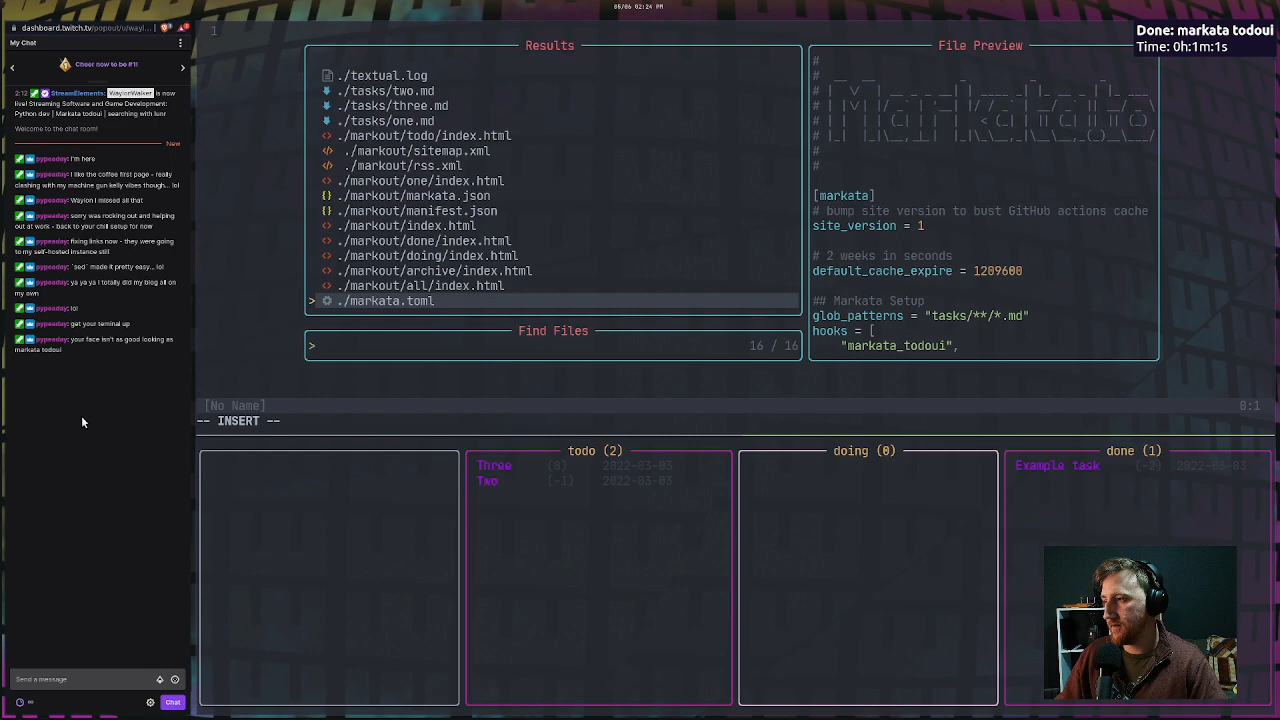 05/06 02:24 PM
dashboard.twitch.tv/popout/u/wayl...
My Chat
Cheer now to be #1!
2:12 StreamElements: WaylonWalker is now
live! Streaming Software and Game Development:
Python dev | Markata todoui | searching with lunr
Welcome to the chat room!
New
pypeaday: I'm here
pypeaday: I like the coffee first page - really
clashing with my machine gun kelly vibes though... lol
pypeaday: Waylon I missed all that
pypeaday: sorry was rocking out and helping
out at work - back to your chill setup for now
pypeaday: fixing links now - they were going
to my self-hosted instance still
pypeaday: `sed` made it pretty easy... lol
pypeaday: ya ya ya I totally did my blog all on
my own
pypeaday: lol
pypeaday: get your teminal up
pypeaday: your face isn't as good looking as
markata todoui
Send a message
Chat
1
Results
./textual.log
./tasks/two.md
./tasks/three.md
./tasks/one.md
./markout/todo/index.html
./markout/sitemap.xml
./markout/rss.xml
./markout/one/index.html
./markout/markata.json
./markout/manifest.json
./markout/index.html
./markout/done/index.html
./markout/doing/index.html
./markout/archive/index.html
./markout/all/index.html
> ./markata.toml
Find Files
> 16 / 16
File Preview
#
#
# Markata
#
#
#
#
#
[markata]
# bump site version to bust GitHub actions cache
site_version = 1
# 2 weeks in seconds
default_cache_expire = 1209600
## Markata Setup
glob_patterns = "tasks/**/*.md"
hooks = [
"markata_todoui",
Done: markata todoui
Time: 0h:1m:1s
[No Name] 0:1
-- INSERT --
todo (2)
Three (0) 2022-03-03
Two (-1) 2022-03-03
doing (0)
done (1)
Example task (-2) 2022-03-03